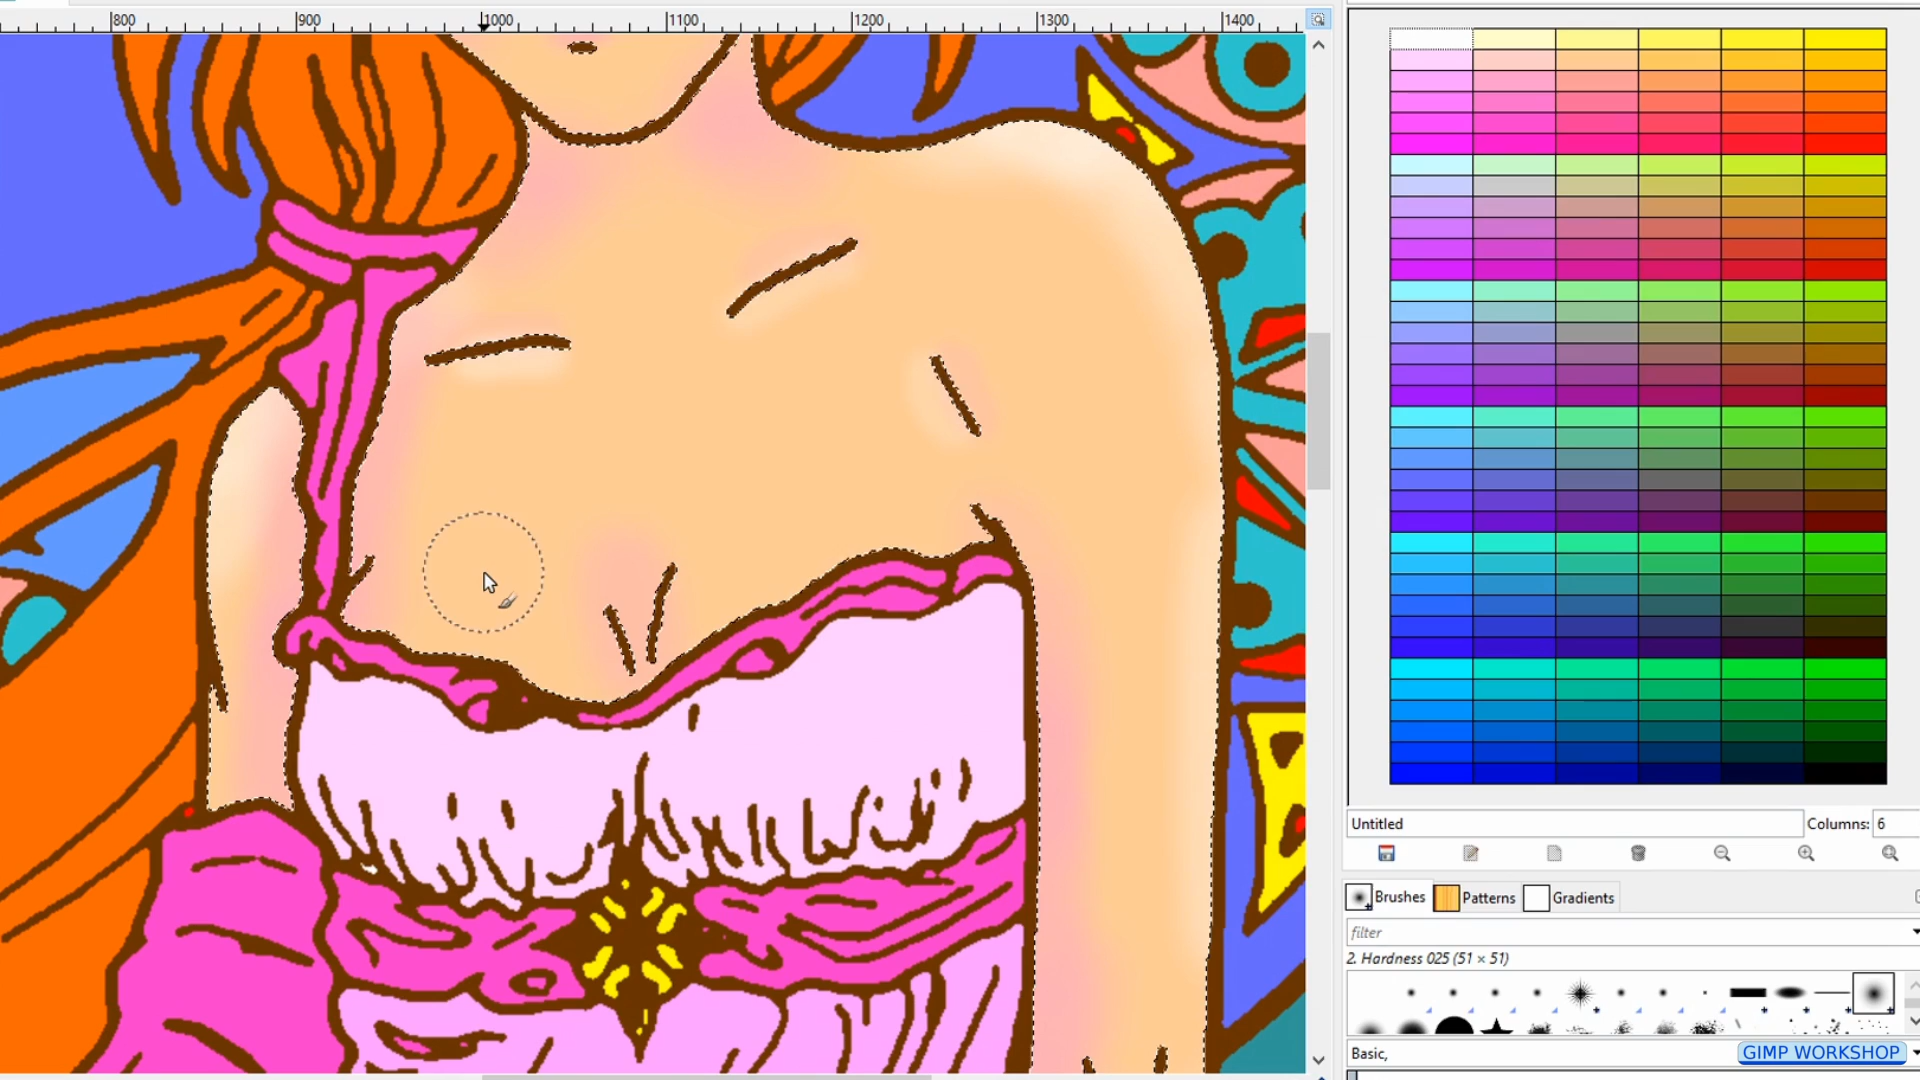 800 900 1000 1100 1200 1300 1400
Untitled Columns: 6
Brushes Patterns Gradients
filter
2. Hardness 025 (51 × 51)
Basic,
GIMP WORKSHOP